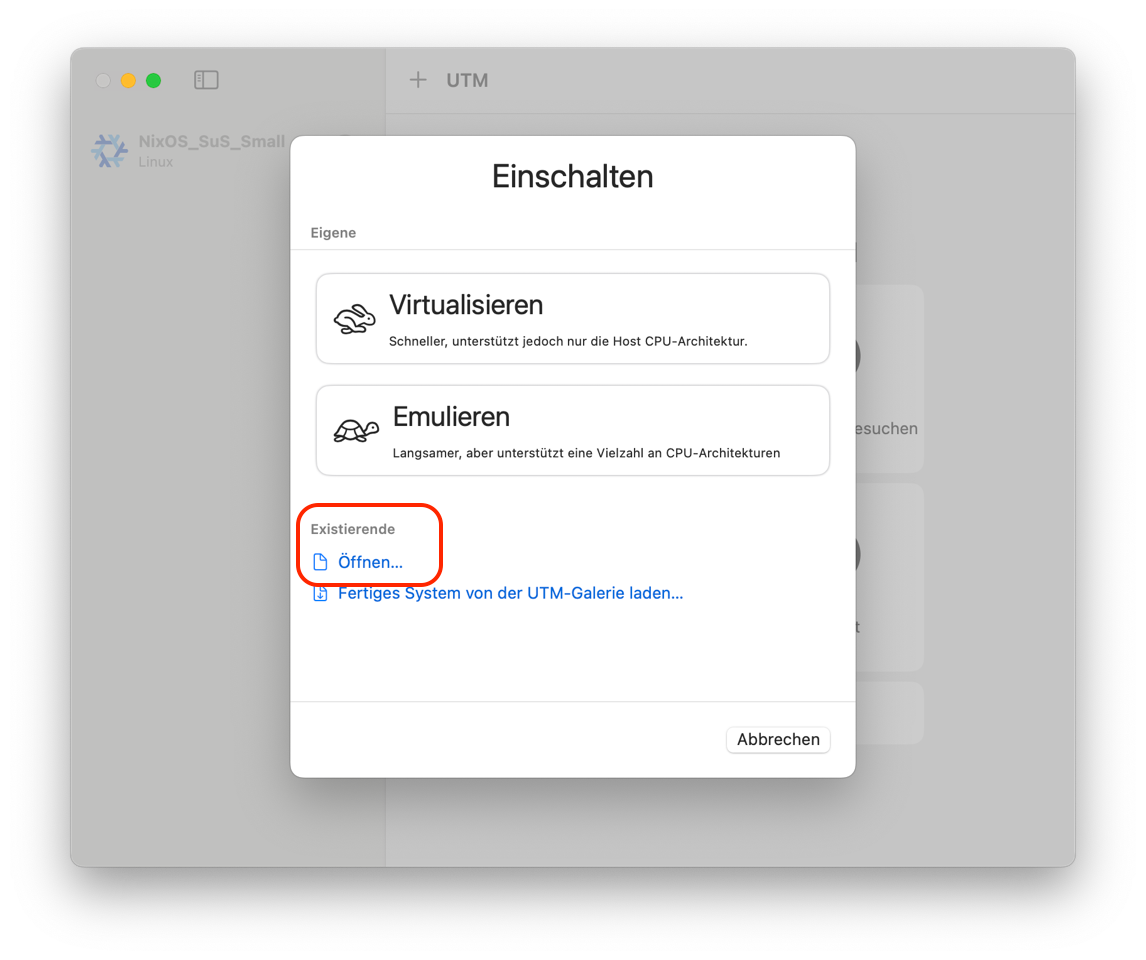 UTM
NixOS_SuS_Small
Linux
Einschalten
Eigene
Virtualisieren
Schneller, unterstützt jedoch nur die Host CPU-Architektur.
Emulieren
Langsamer, aber unterstützt eine Vielzahl an CPU-Architekturen
Existierende
Öffnen...
Fertiges System von der UTM-Galerie laden...
Abbrechen